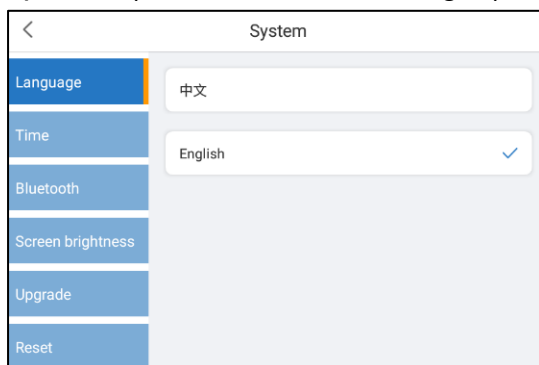 System
Language
Time
Bluetooth
Screen brightness
Upgrade
Reset
中文
English